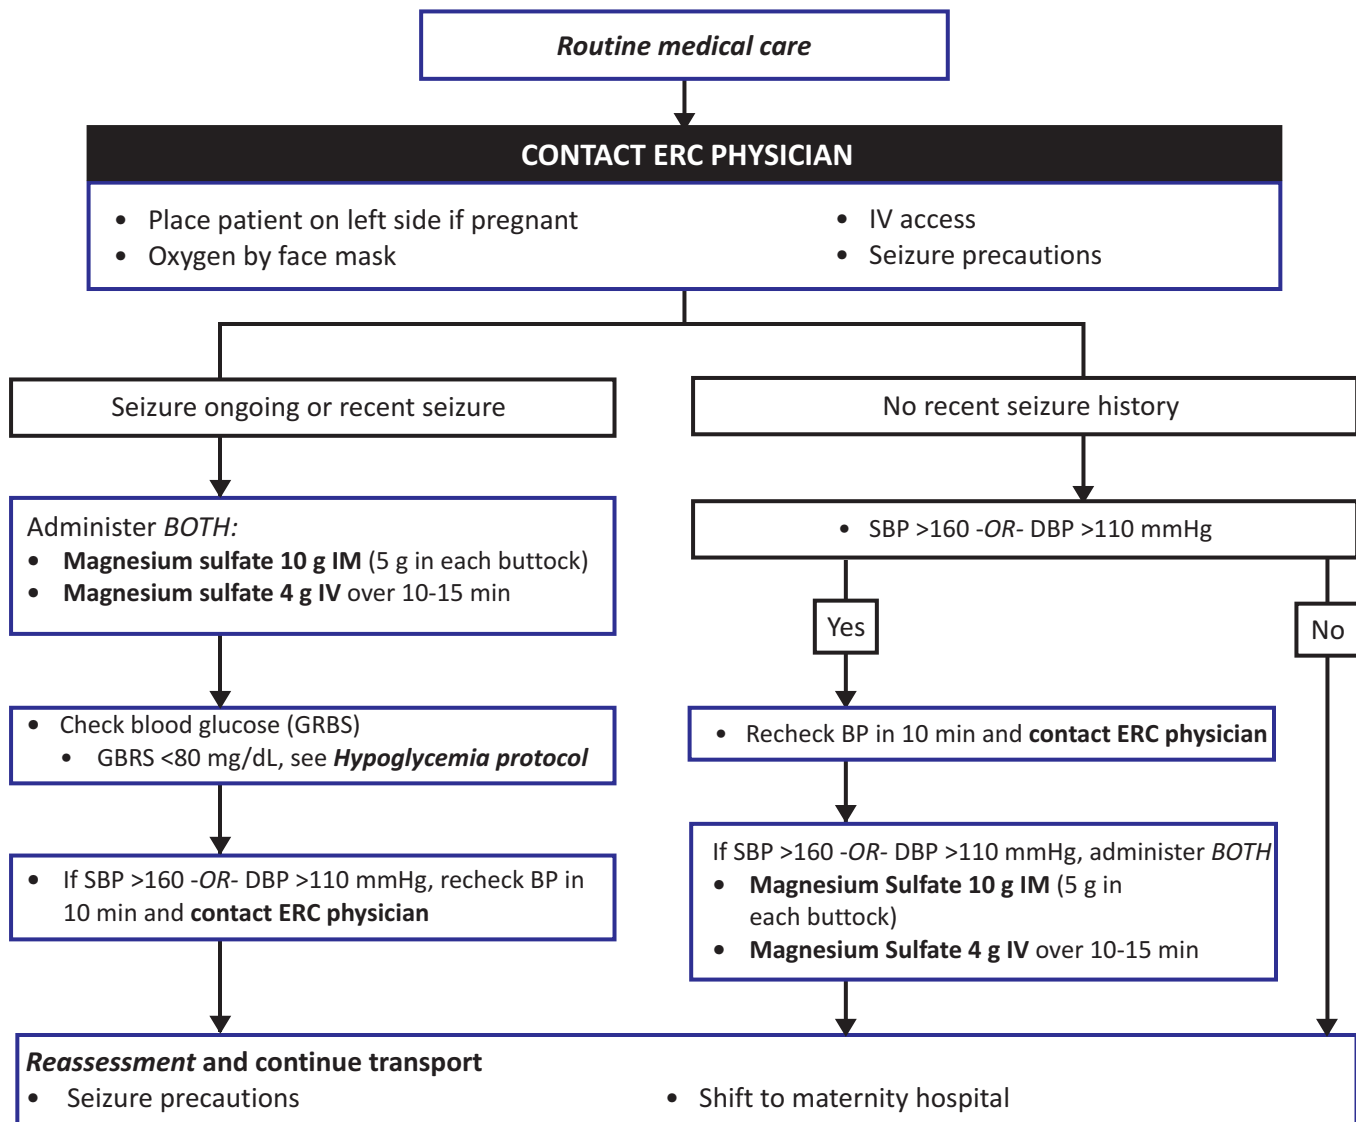 Routine medical care
CONTACT ERC PHYSICIAN
• Place patient on left side if pregnant
• Oxygen by face mask
• IV access
• Seizure precautions
Seizure ongoing or recent seizure
Administer BOTH:
• Magnesium sulfate 10 g IM (5 g in each buttock)
• Magnesium sulfate 4 g IV over 10-15 min
• Check blood glucose (GRBS)
• GBRS <80 mg/dL, see Hypoglycemia protocol
• If SBP >160 -OR- DBP >110 mmHg, recheck BP in
10 min and contact ERC physician
No recent seizure history
• SBP >160 -OR- DBP >110 mmHg
Yes
No
• Recheck BP in 10 min and contact ERC physician
If SBP >160 -OR- DBP >110 mmHg, administer BOTH
• Magnesium Sulfate 10 g IM (5 g in
each buttock)
• Magnesium Sulfate 4 g IV over 10-15 min
Reassessment and continue transport
• Seizure precautions
• Shift to maternity hospital